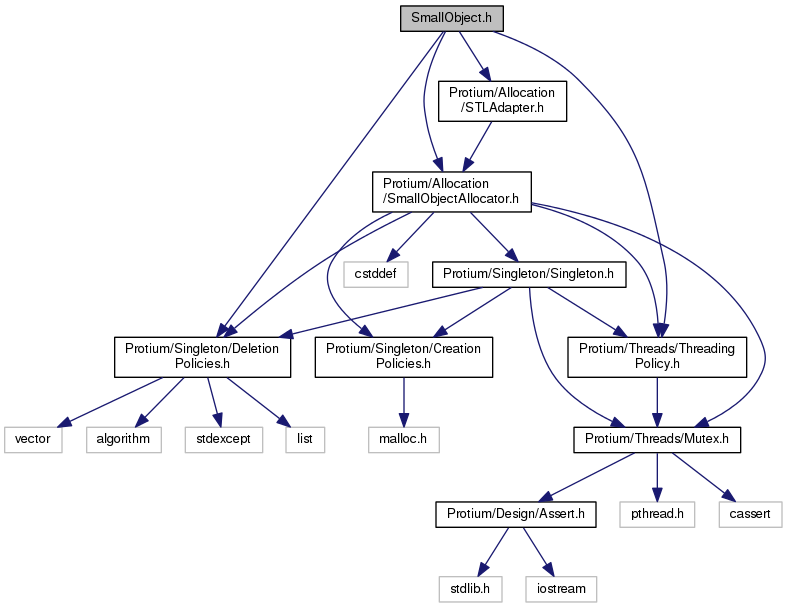 SmallObject.h
Protium/Allocation
/STLAdapter.h
Protium/Allocation
/SmallObjectAllocator.h
cstddef
Protium/Singleton/Singleton.h
Protium/Singleton/Deletion
Policies.h
Protium/Singleton/Creation
Policies.h
Protium/Threads/Threading
Policy.h
vector
algorithm
stdexcept
list
malloc.h
Protium/Threads/Mutex.h
Protium/Design/Assert.h
pthread.h
cassert
stdlib.h
iostream